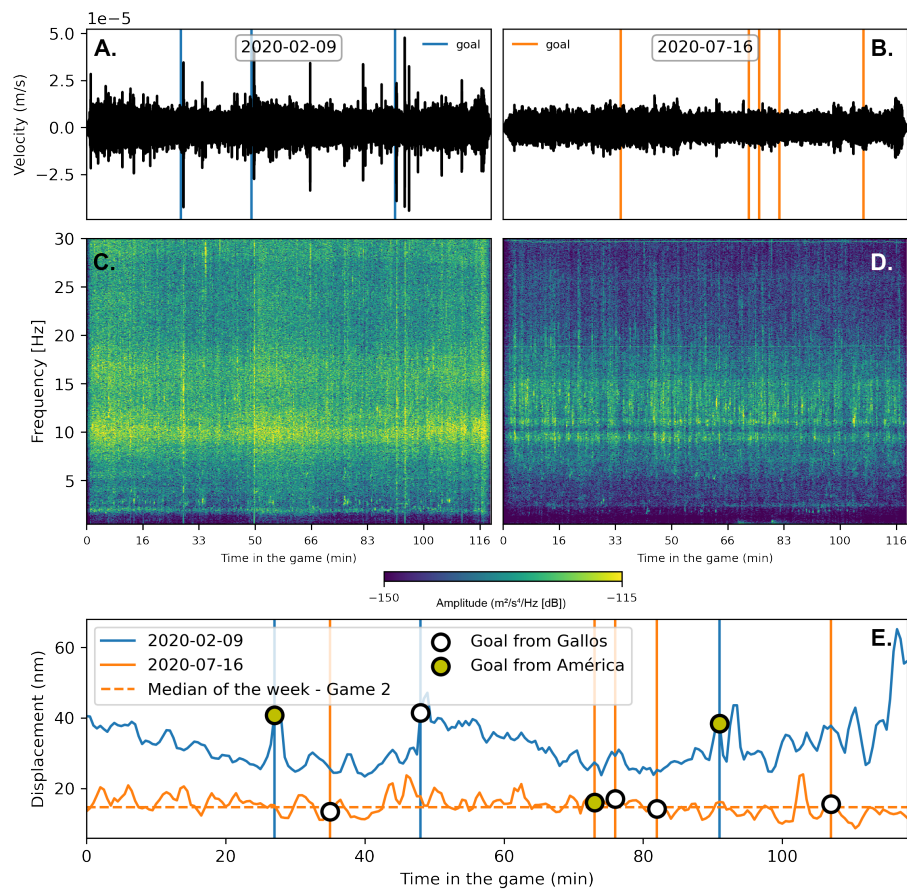 1e−5
A.
2020-02-09
goal
goal
2020-07-16
B.
Velocity (m/s)
5.0
2.5
0.0
−2.5
C.
D.
Frequency [Hz]
30
25
20
15
10
5
0 16 33 50 66 83 100 116
0 16 33 50 66 83 100 116
Time in the game (min)
Time in the game (min)
−150
−115
Amplitude (m²/s⁴/Hz [dB])
E.
2020-02-09
2020-07-16
Median of the week - Game 2
Goal from Gallos
Goal from América
Displacement (nm)
60
40
20
0 20 40 60 80 100
Time in the game (min)